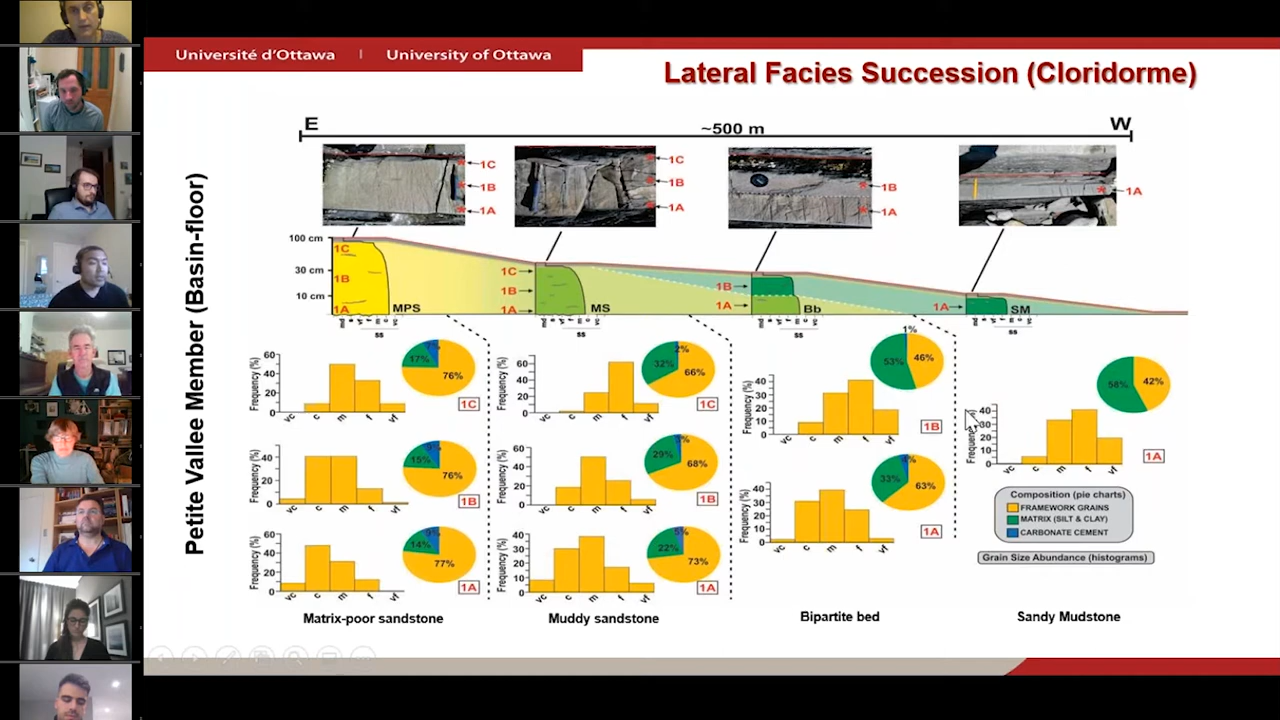 Université d'Ottawa | University of Ottawa
Lateral Facies Succession (Cloridorme)
E ~500 m W
Petite Vallee Member (Basin-floor)
1C
1B
1A
1C
1B
1A
1B
1A
1A
100 cm
30 cm
10 cm
1C
1B
1A
MPS
1C
1B
1A
MS
1B
1A
Bb
1A
SM
ss
ss
ss
ss
Frequency (%)
60
40
20
0
vc c m f vf
17%
76%
1C
Frequency (%)
40
20
0
vc c m f vf
15%
9%
76%
1B
Frequency (%)
60
40
20
0
vc c m f vf
14%
9%
77%
1A
Matrix-poor sandstone
Frequency (%)
60
40
20
0
vc c m f vf
2%
32%
66%
1C
Frequency (%)
60
40
20
0
vc c m f vf
3%
29%
68%
1B
Frequency (%)
40
30
20
10
0
vc c m f vf
5%
22%
73%
1A
Muddy sandstone
Frequency (%)
40
30
20
10
0
vc c m f vf
1%
53%
46%
1B
Frequency (%)
40
30
20
10
0
vc c m f vf
4%
33%
63%
1A
Bipartite bed
40
30
20
10
0
vc c m f vf
58%
42%
1A
Composition (pie charts)
FRAMEWORK GRAINS
MATRIX (SILT & CLAY)
CARBONATE CEMENT
Grain Size Abundance (histograms)
Sandy Mudstone